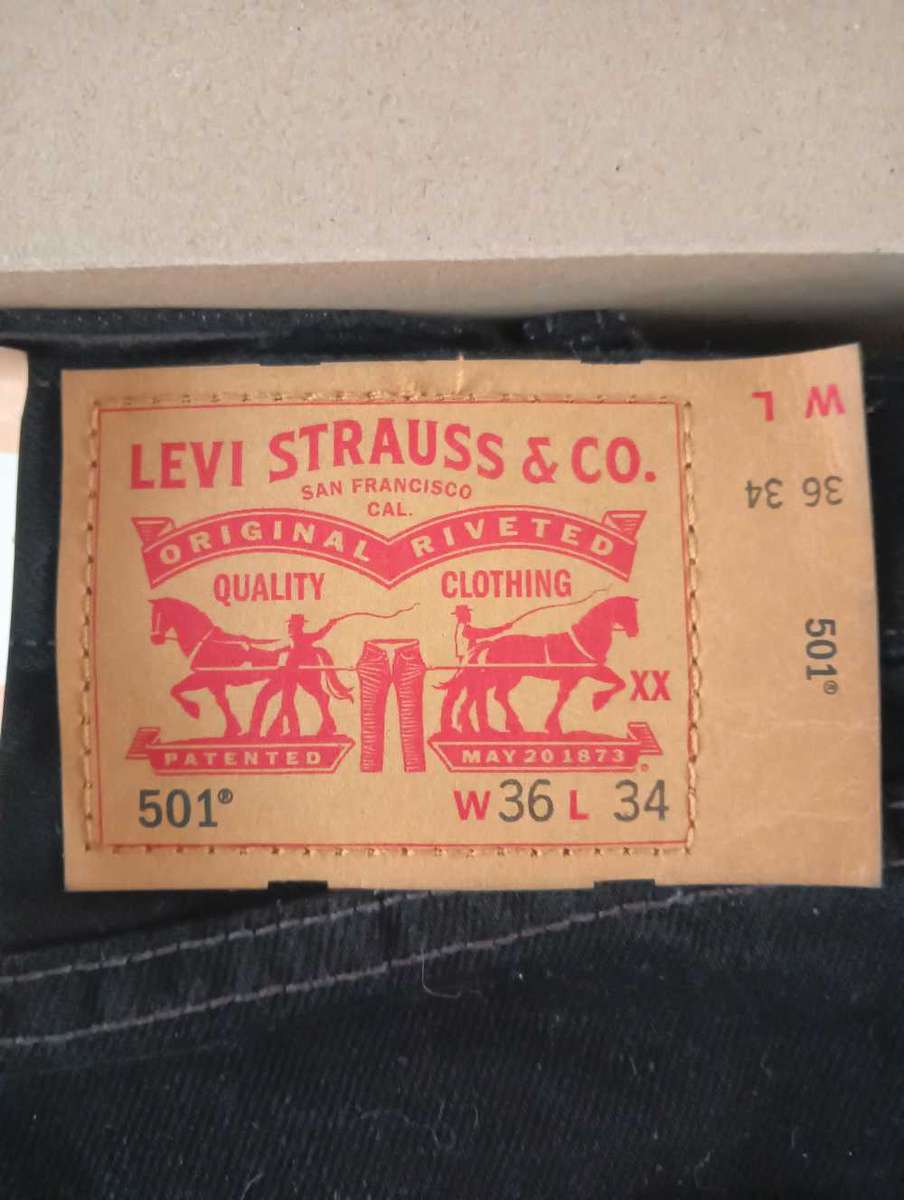 LEVI STRAUSS & CO.
SAN FRANCISCO
CAL.
ORIGINAL RIVETED
QUALITY CLOTHING
XX
PATENTED MAY 20 1873
501® W 36 L 34
W L
36 34
501®